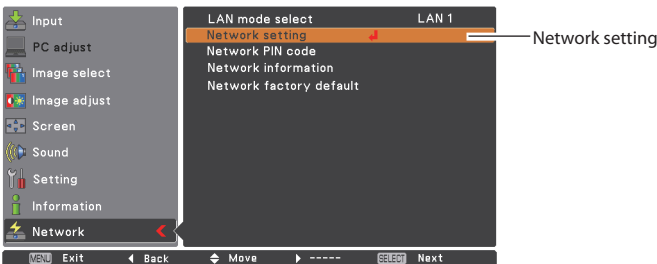 Input
PC adjust
Image select
Image adjust
Screen
Sound
Setting
Information
Network
LAN mode select LAN 1
Network setting
Network PIN code
Network information
Network factory default
Network setting
MENU Exit Back Move ----- SELECT Next